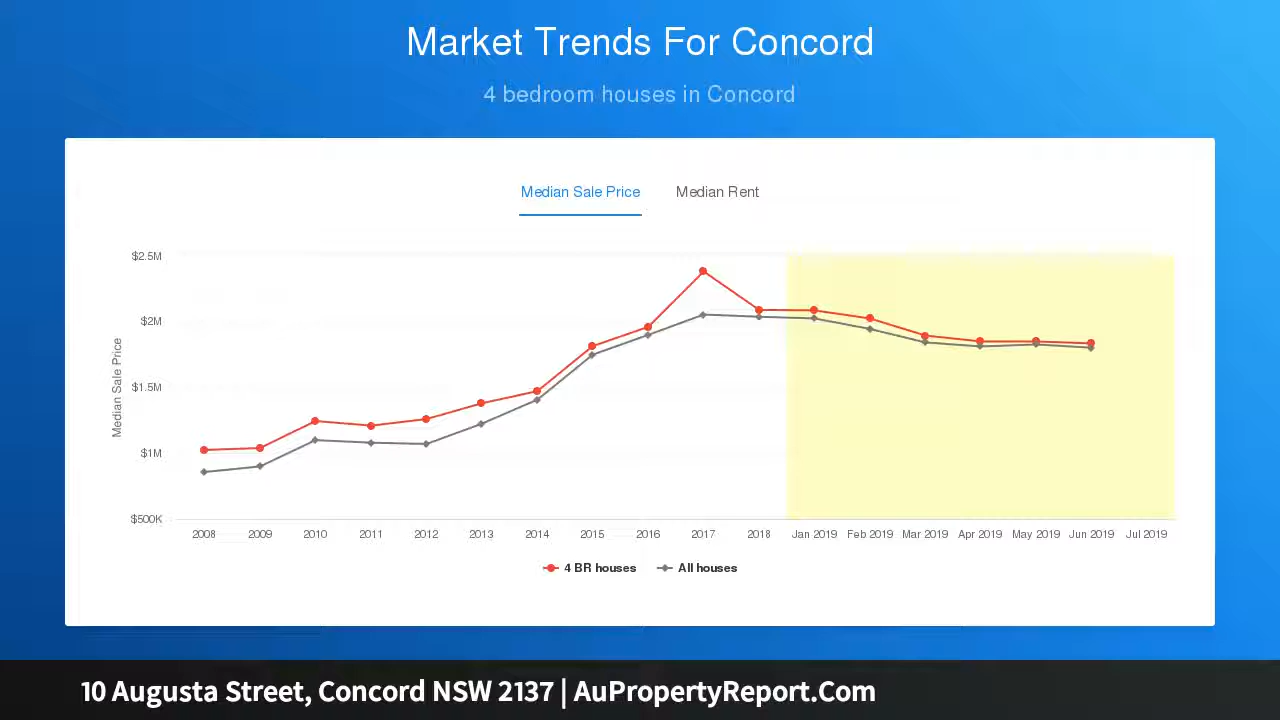 Market Trends For Concord
4 bedroom houses in Concord
Median Sale Price Median Rent
Median Sale Price
$2.5M
$2M
$1.5M
$1M
$500K
2008 2009 2010 2011 2012 2013 2014 2015 2016 2017 2018 Jan 2019 Feb 2019 Mar 2019 Apr 2019 May 2019 Jun 2019 Jul 2019
4 BR houses All houses
10 Augusta Street, Concord NSW 2137 | AuPropertyReport.Com